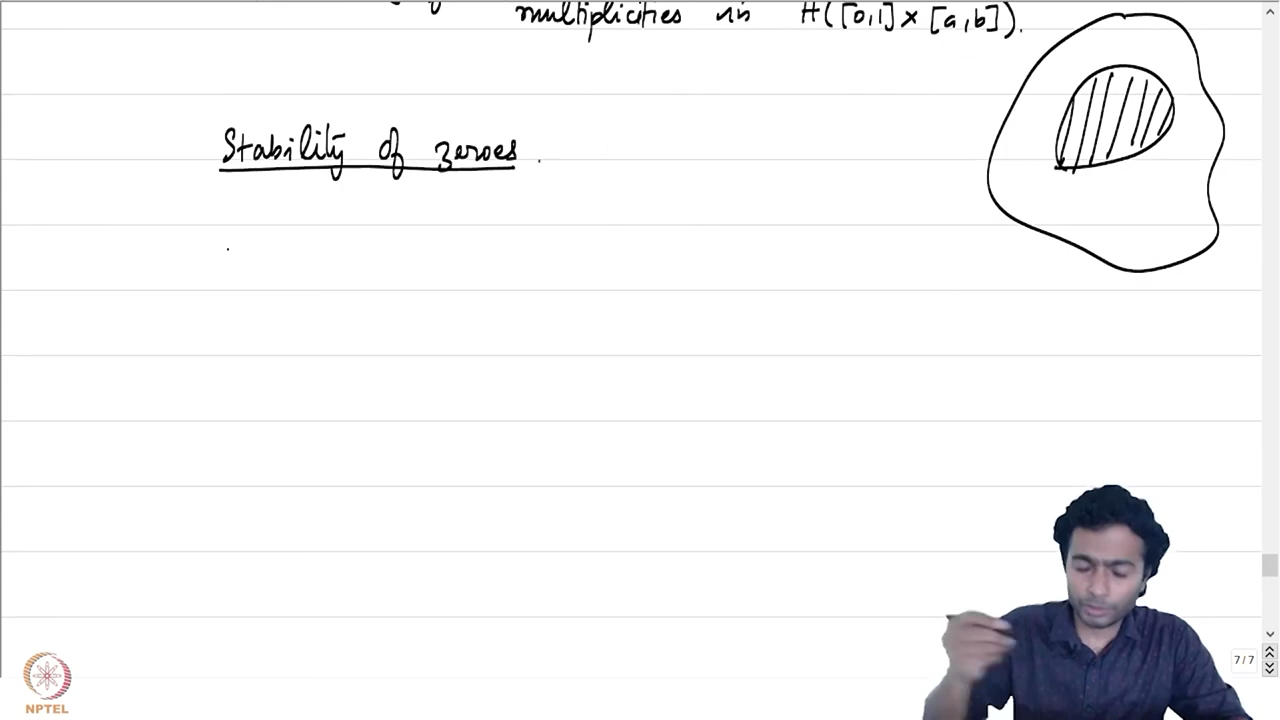 multiplicities in H([0,1] × [a,b]).
Stability of zeroes.
7/7
NPTEL